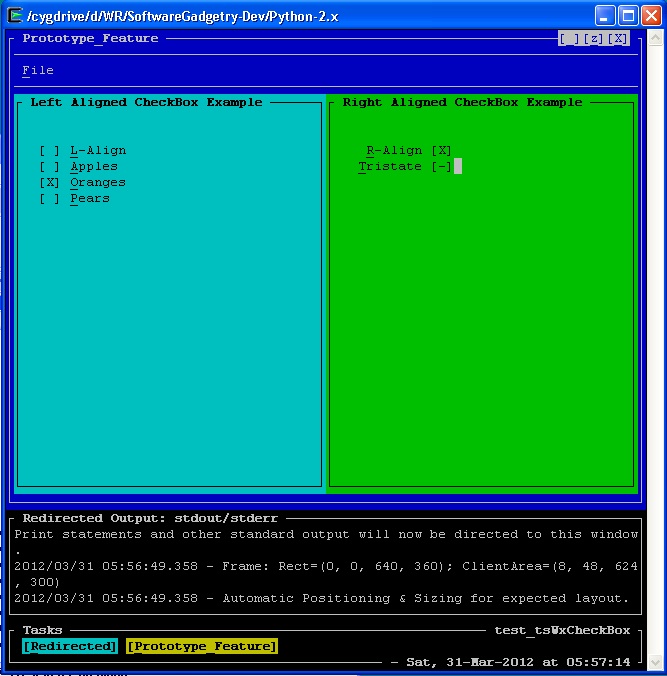 /cygdrive/d/WR/SoftwareGadgetry-Dev/Python-2.x
Prototype_Feature [_][z][X]
File
Left Aligned CheckBox Example
[ ] L-Align
[ ] Apples
[X] Oranges
[ ] Pears
Right Aligned CheckBox Example
R-Align [X]
Tristate [-]
Redirected Output: stdout/stderr
Print statements and other standard output will now be directed to this window
.
2012/03/31 05:56:49.358 - Frame: Rect=(0, 0, 640, 360); ClientArea=(8, 48, 624
, 300)
2012/03/31 05:56:49.358 - Automatic Positioning & Sizing for expected layout.
Tasks test_tsWxCheckBox
[Redirected] [Prototype_Feature]
- Sat, 31-Mar-2012 at 05:57:14